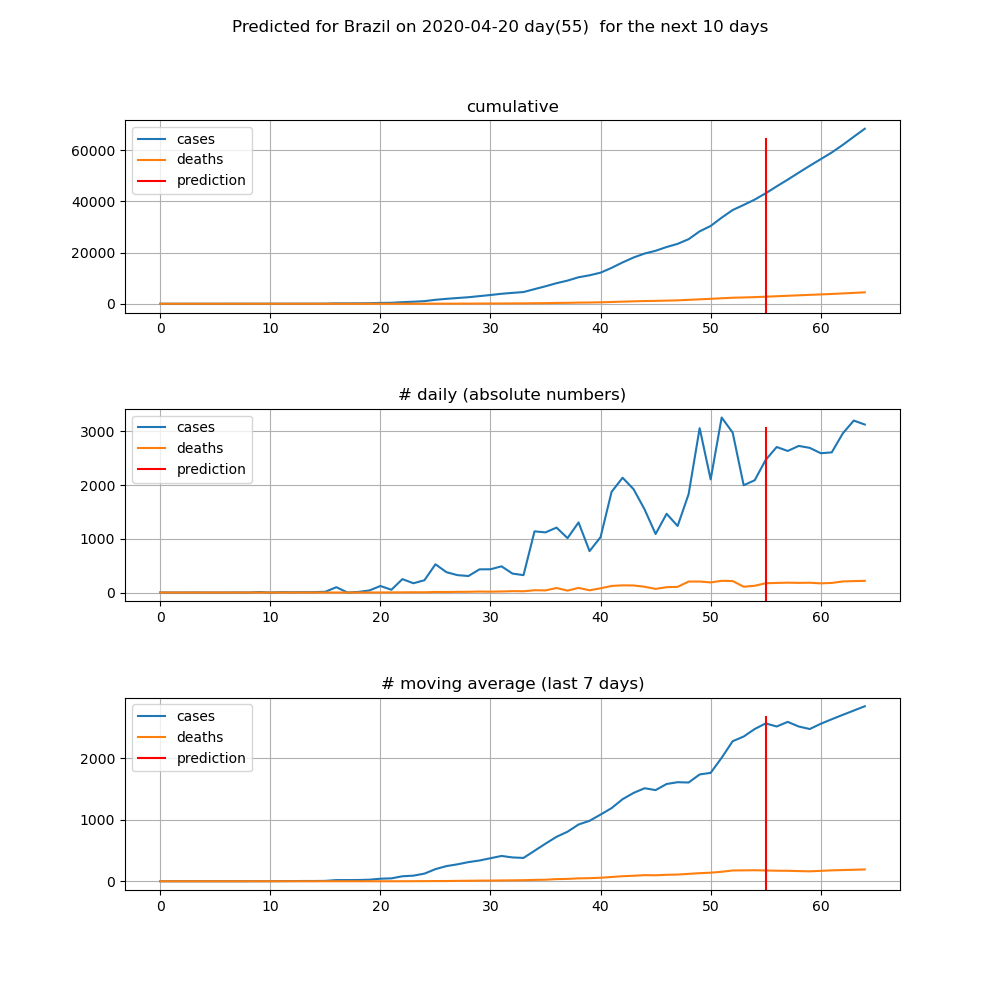 Predicted for Brazil on 2020-04-20 day(55)  for the next 10 days
cumulative
cases
deaths
prediction
60000
40000
20000
0
0 10 20 30 40 50 60
# daily (absolute numbers)
cases
deaths
prediction
3000
2000
1000
0
0 10 20 30 40 50 60
# moving average (last 7 days)
cases
deaths
prediction
2000
1000
0
0 10 20 30 40 50 60